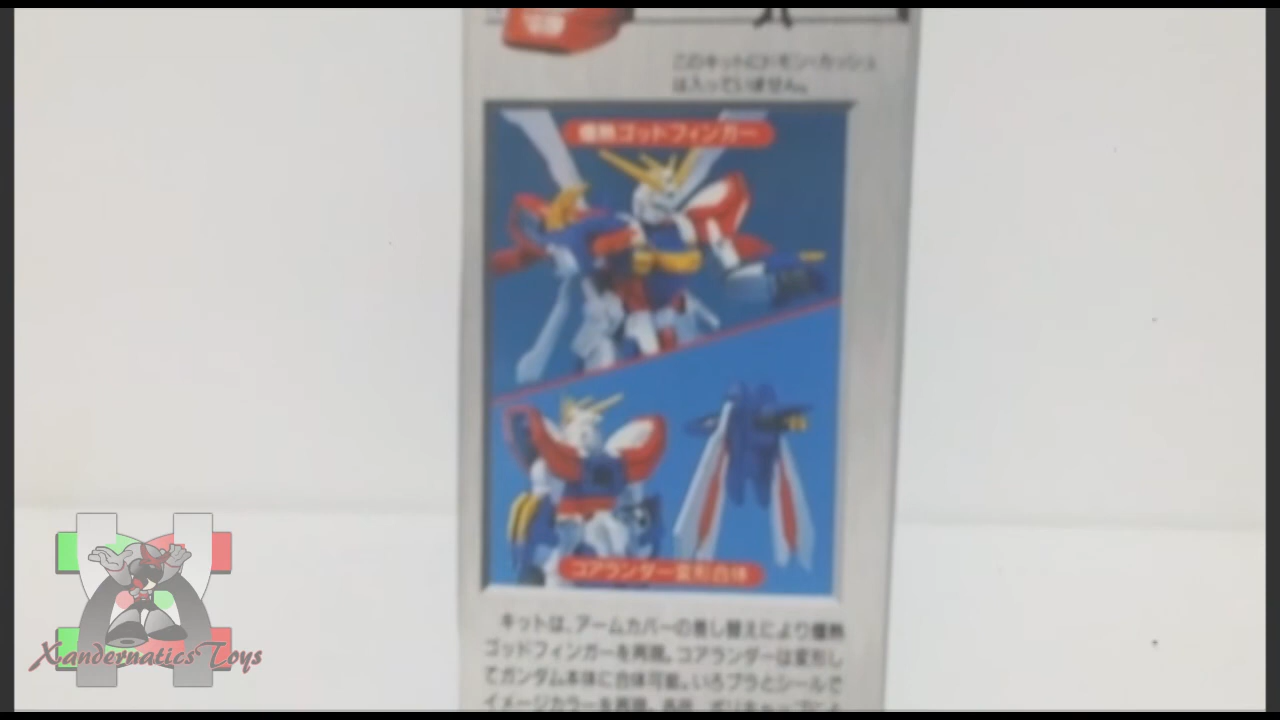 このキットにドモン・カッシュ
は入っていません。
爆熱ゴッドフィンガー
コアランダー変形合体
キットは、アームカバーの差し替えにより爆熱
ゴッドフィンガーを再現。コアランダーは変形し
てガンダム本体に合体可能。いろプラとシールで
イメージカラーを再現。各所
Xandernatics Toys